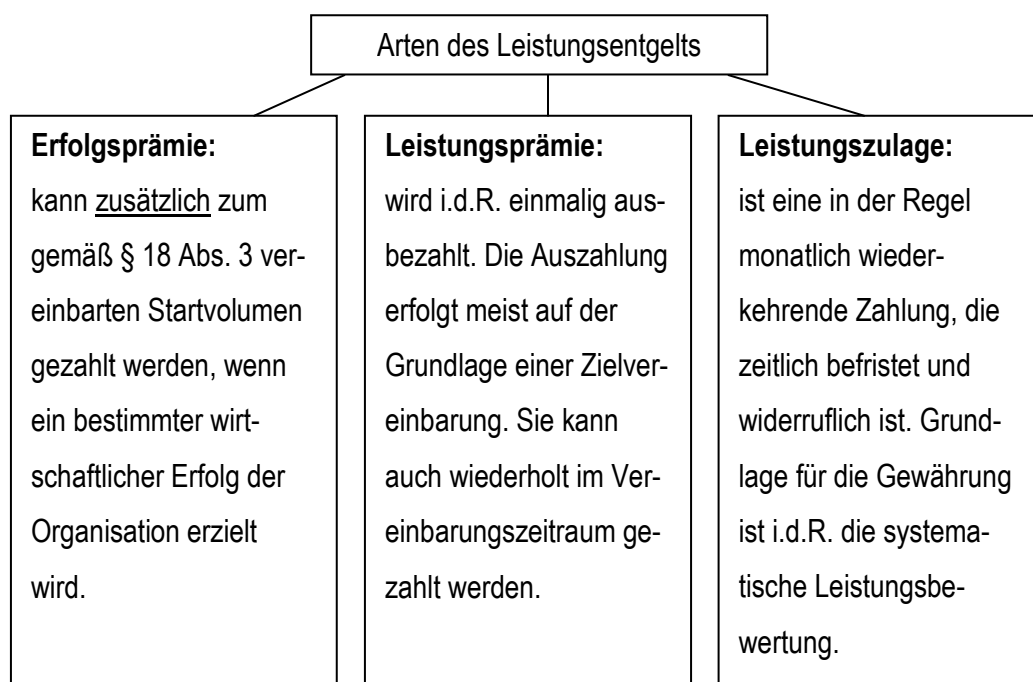 Arten des Leistungsentgelts
Erfolgsprämie:
kann zusätzlich zum
gemäß § 18 Abs. 3 ver-
einbarten Startvolumen
gezahlt werden, wenn
ein bestimmter wirt-
schaftlicher Erfolg der
Organisation erzielt
wird.
Leistungsprämie:
wird i.d.R. einmalig aus-
bezahlt. Die Auszahlung
erfolgt meist auf der
Grundlage einer Zielver-
einbarung. Sie kann
auch wiederholt im Ver-
einbarungszeitraum ge-
zahlt werden.
Leistungszulage:
ist eine in der Regel
monatlich wieder-
kehrende Zahlung, die
zeitlich befristet und
widerruflich ist. Grund-
lage für die Gewährung
ist i.d.R. die systema-
tische Leistungsbe-
wertung.